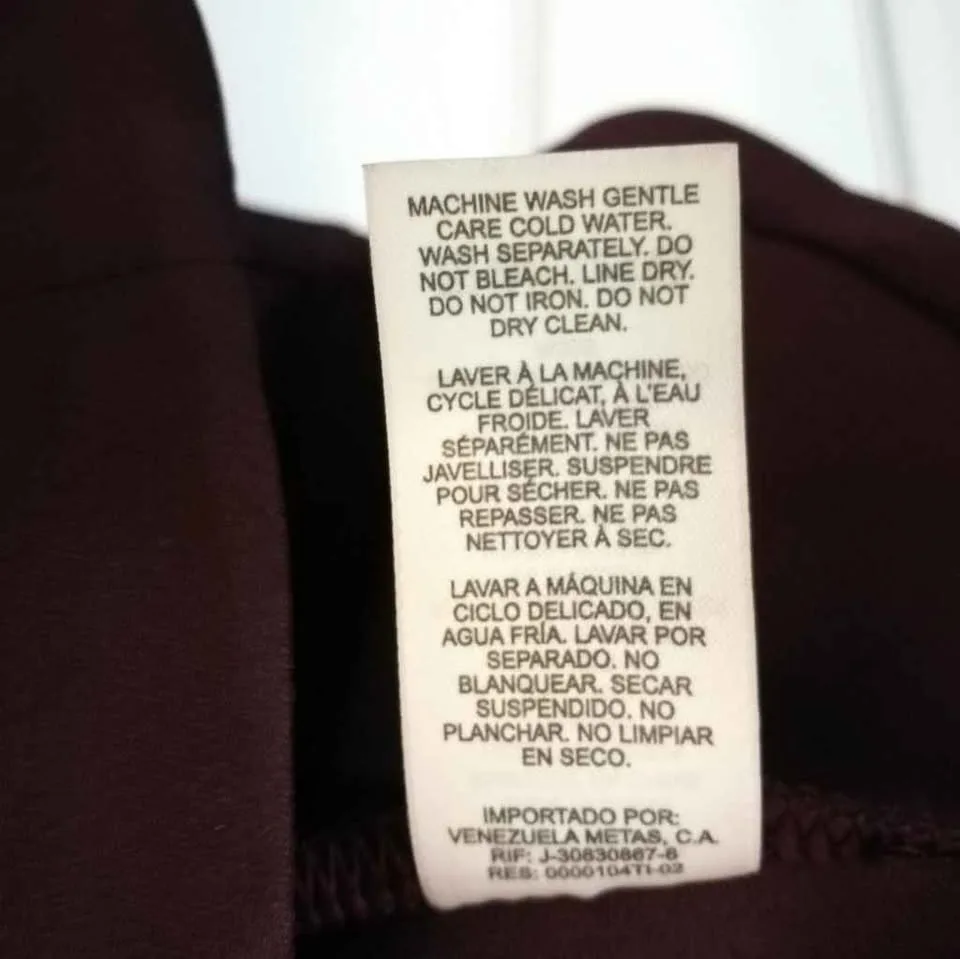 MACHINE WASH GENTLE
CARE COLD WATER.
WASH SEPARATELY. DO
NOT BLEACH. LINE DRY.
DO NOT IRON. DO NOT
DRY CLEAN.
LAVER À LA MACHINE,
CYCLE DÉLICAT, À L'EAU
FROIDE. LAVER
SÉPARÉMENT. NE PAS
JAVELLISER. SUSPENDRE
POUR SÉCHER. NE PAS
REPASSER. NE PAS
NETTOYER À SEC.
LAVAR A MÁQUINA EN
CICLO DELICADO, EN
AGUA FRÍA. LAVAR POR
SEPARADO. NO
BLANQUEAR. SECAR
SUSPENDIDO. NO
PLANCHAR. NO LIMPIAR
EN SECO.
IMPORTADO POR:
VENEZUELA METAS, C.A.
RIF: J-30830867-6
RES: 0000104TI-02